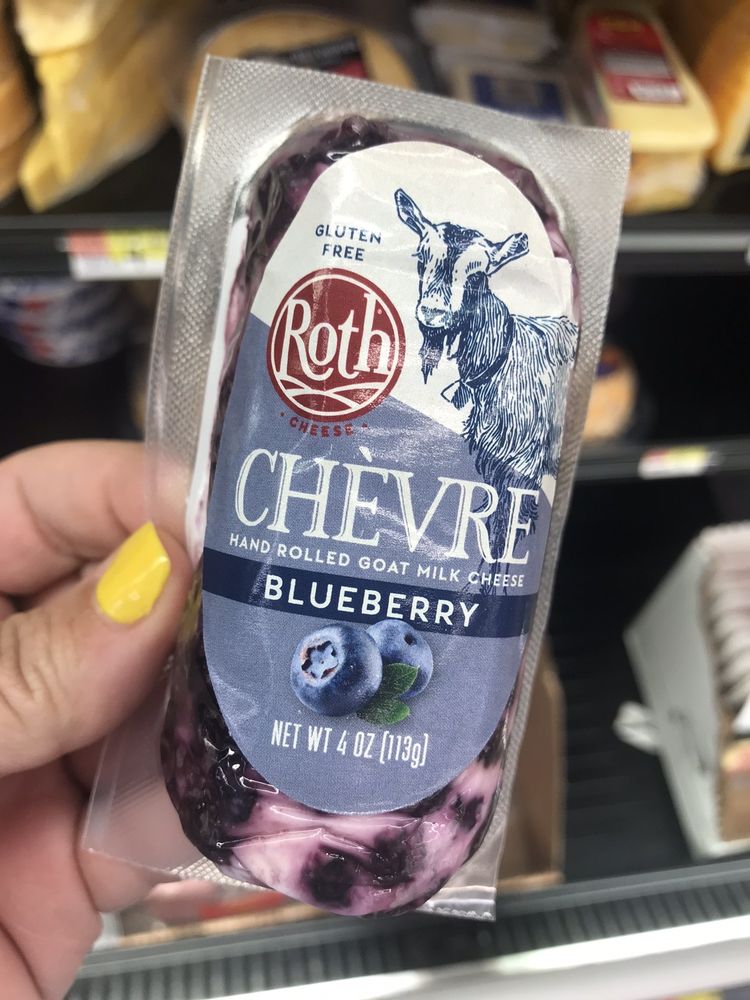 GLUTEN
FREE
Roth
CHEESE
CHÈVRE
HAND ROLLED GOAT MILK CHEESE
BLUEBERRY
NET WT 4 OZ (113g)